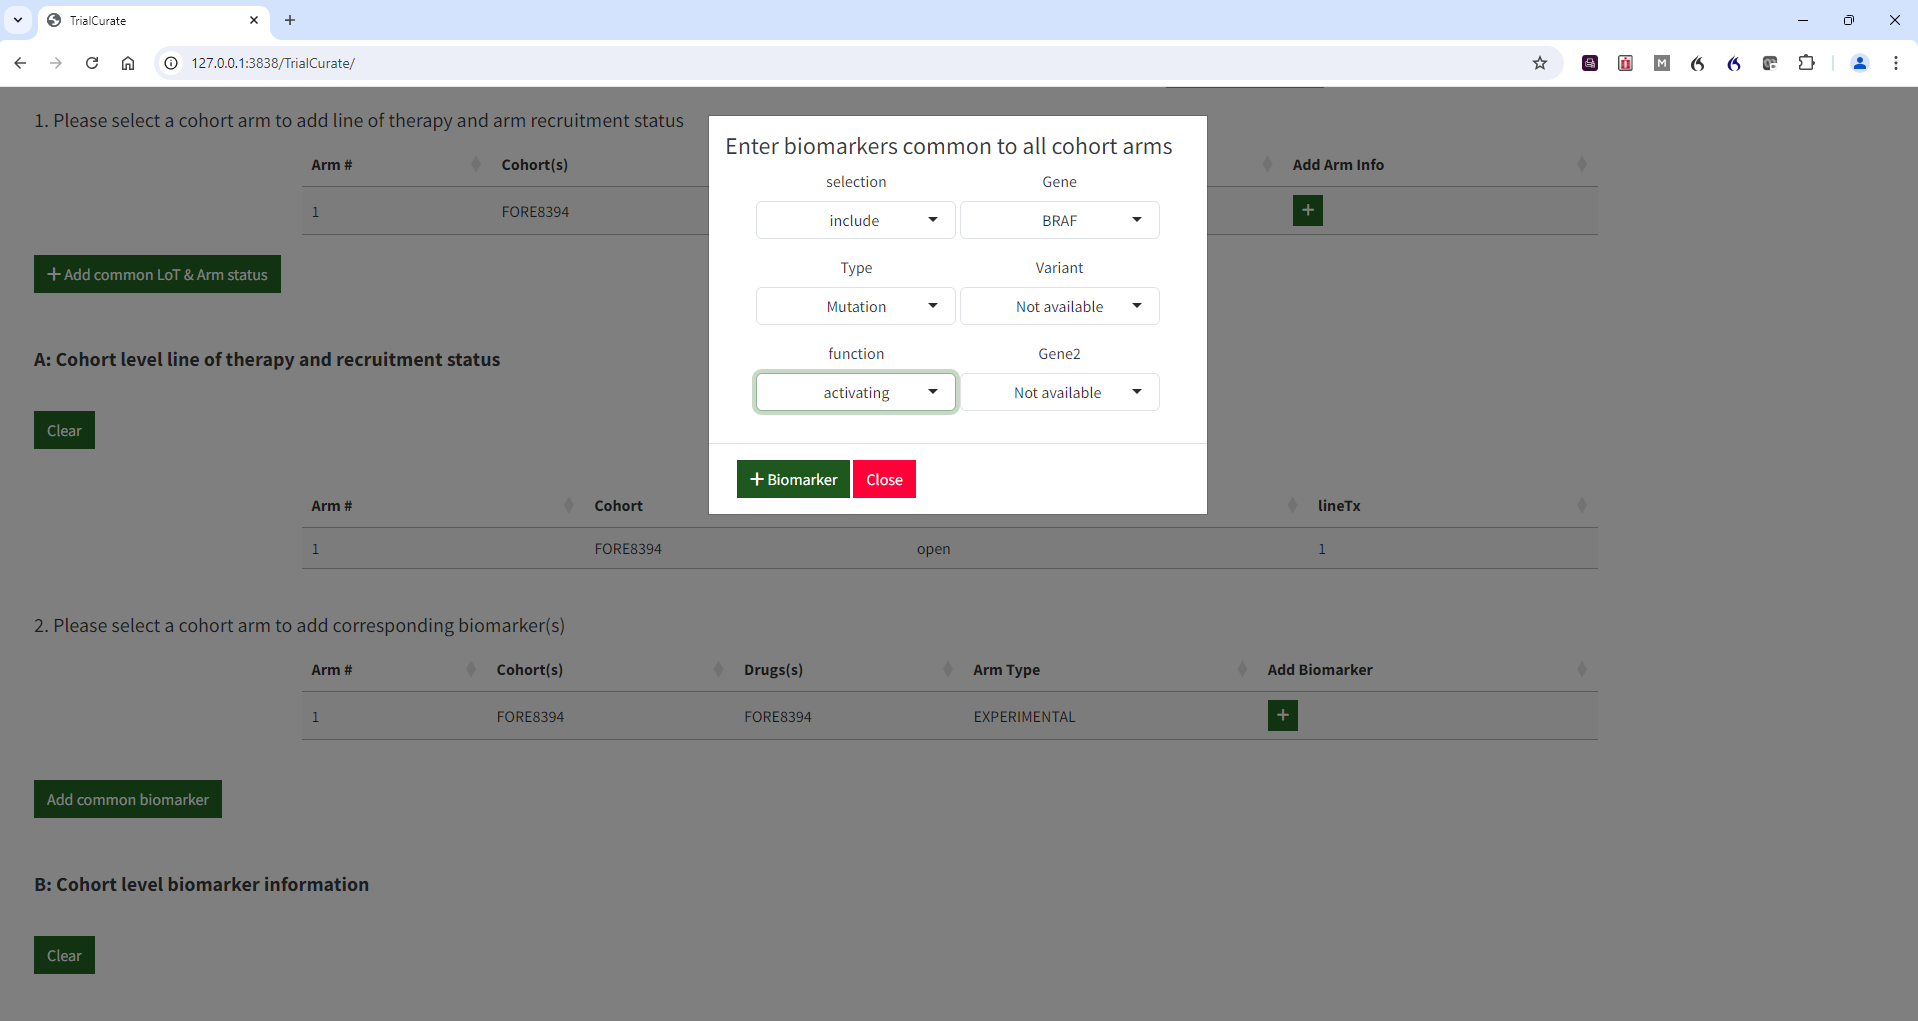 TrialCurate
127.0.0.1:3838/TrialCurate/
1. Please select a cohort arm to add line of therapy and arm recruitment status
Arm # Cohort(s) Add Arm Info
1 FORE8394 +
+ Add common LoT & Arm status
A: Cohort level line of therapy and recruitment status
Clear
Arm # Cohort lineTx
1 FORE8394 open 1
2. Please select a cohort arm to add corresponding biomarker(s)
Arm # Cohort(s) Drugs(s) Arm Type Add Biomarker
1 FORE8394 FORE8394 EXPERIMENTAL +
Add common biomarker
B: Cohort level biomarker information
Clear
Enter biomarkers common to all cohort arms
selection Gene
include BRAF
Type Variant
Mutation Not available
function Gene2
activating Not available
+ Biomarker Close